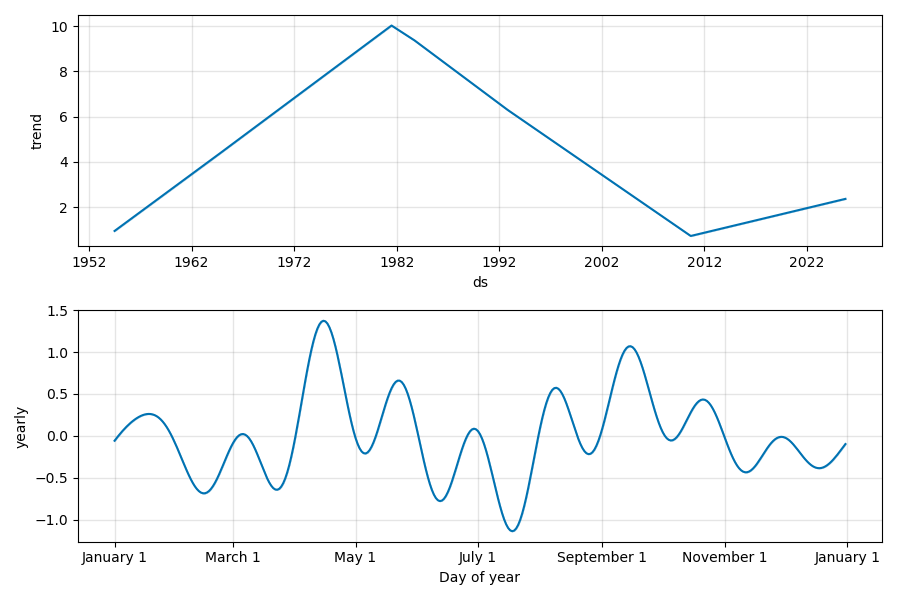 10
8
6
4
2
trend
1952 1962 1972 1982 1992 2002 2012 2022
ds
1.5
1.0
0.5
0.0
−0.5
−1.0
yearly
January 1 March 1 May 1 July 1 September 1 November 1 January 1
Day of year